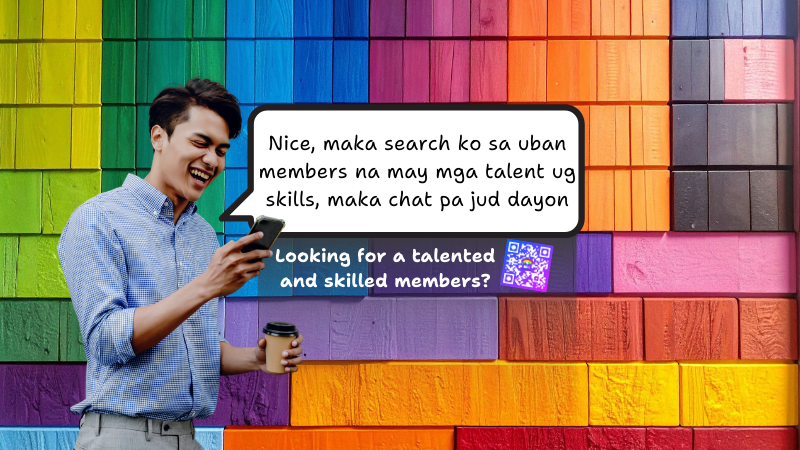 Nice, maka search ko sa uban
members na may mga talent ug
skills, maka chat pa jud dayon
Looking for a talented
and skilled members?